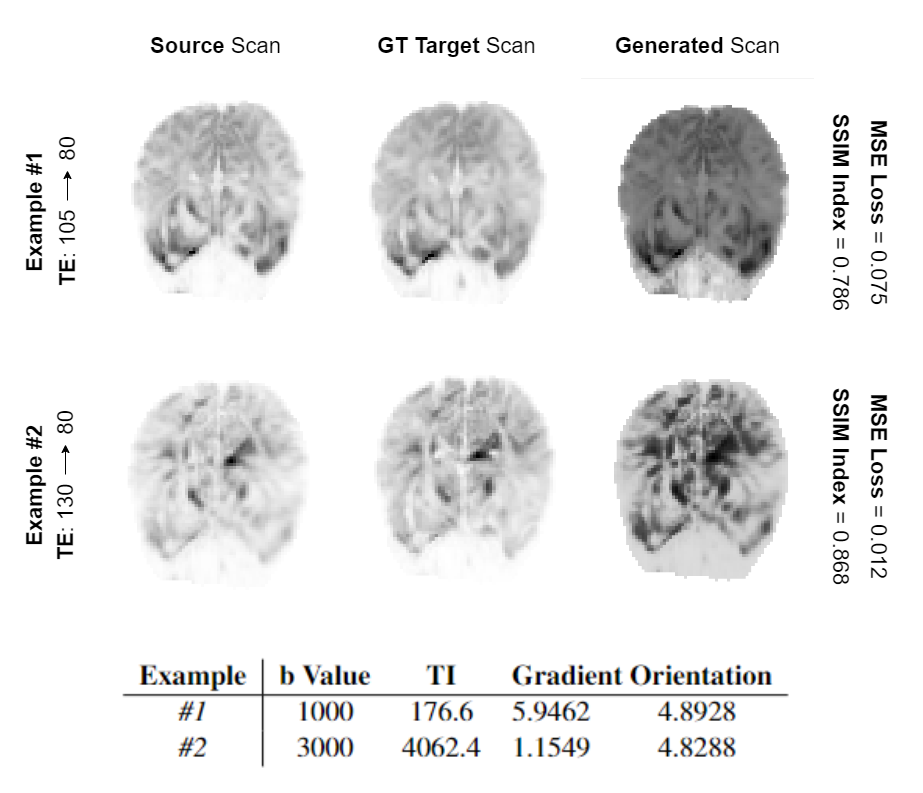 Source Scan
GT Target Scan
Generated Scan
Example #1
TE: 105 → 80
SSIM Index = 0.786
MSE Loss = 0.075
Example #2
TE: 130 → 80
SSIM Index = 0.868
MSE Loss = 0.012
Example b Value TI Gradient Orientation
#1 1000 176.6 5.9462 4.8928
#2 3000 4062.4 1.1549 4.8288